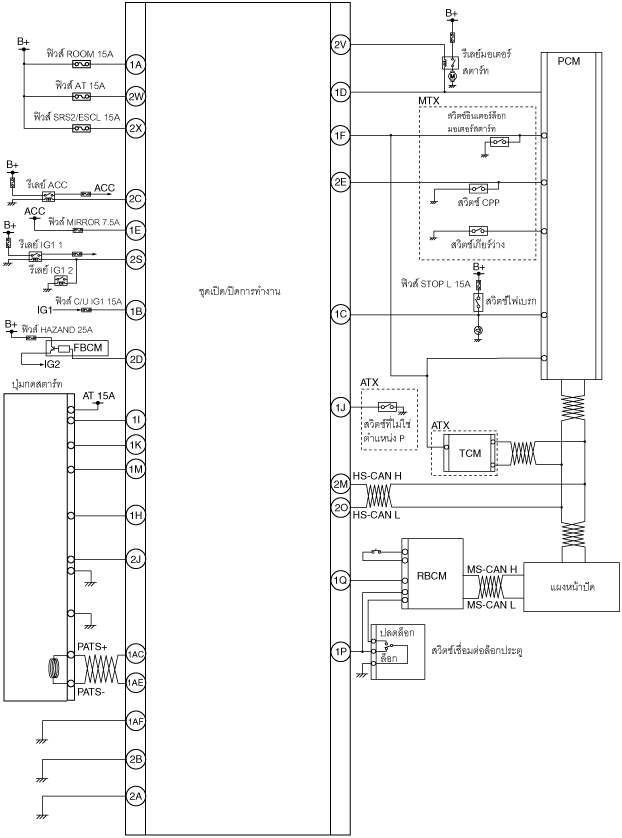 B+
ฟิวส์ ROOM 15A
1A
ฟิวส์ AT 15A
2W
ฟิวส์ SRS2/ESCL 15A
2X
B+
รีเลย์ ACC
ACC
2C
ACC
ฟิวส์ MIRROR 7.5A
1E
B+
รีเลย์ IG1 1
2S
รีเลย์ IG1 2
ฟิวส์ C/U IG1 15A
IG1
1B
B+
ฟิวส์ HAZAND 25A
FBCM
2D
IG2
ปุ่มกดสตาร์ท
AT 15A
1I
1K
1M
1H
2J
PATS+
1AC
PATS-
1AE
1AF
2B
2A
ชุดเปิด/ปิดการทำงาน
B+
2V
รีเลย์มอเตอร์
สตาร์ท
M
PCM
1D
MTX
สวิตช์อินเตอร์ล็อก
มอเตอร์สตาร์ท
1F
2E
สวิตช์ CPP
สวิตช์เกียร์ว่าง
B+
ฟิวส์ STOP L 15A
สวิตช์ไฟเบรก
1C
ATX
1J
สวิตช์ที่ไม่ใช่
ตำแหน่ง P
ATX
TCM
2M
HS-CAN H
2O
HS-CAN L
RBCM
1Q
MS-CAN H
MS-CAN L
แผงหน้าปัด
ปลดล็อก
ล็อก
1P
สวิตช์เชื่อมต่อล็อกประตู